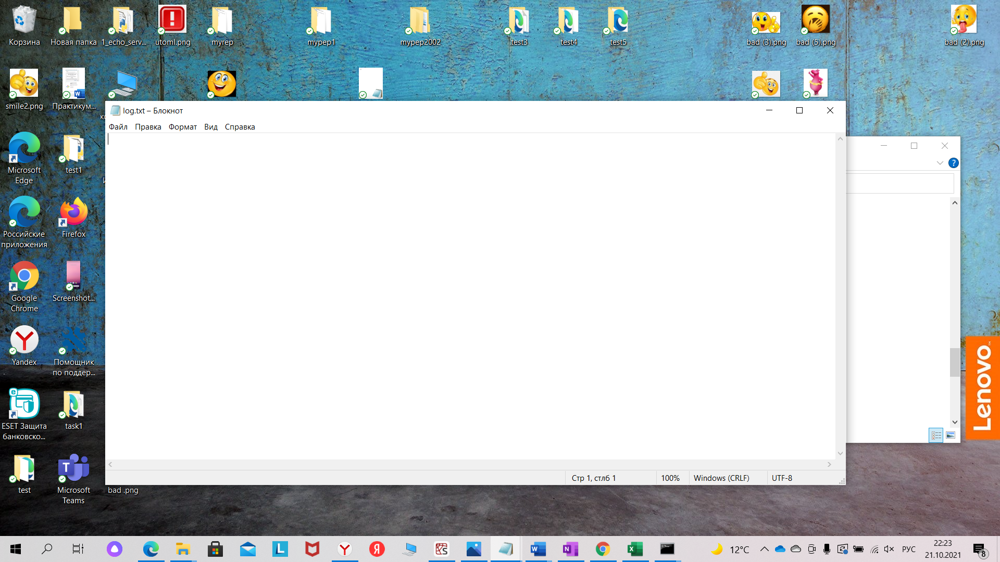 Корзина
Новая папка
1_echo_serv...
utoml.png
myrep
mypep1
mypep2002
test3
test4
test5
bad (3).png
bad (5).png
bad (2).png
smile2.png
Практикум...
log.txt – Блокнот
Файл Правка Формат Вид Справка
Microsoft
Edge
test1
Российские
приложения
Firefox
Google
Chrome
Screenshot...
Yandex
Помощник
по поддер...
ESET Защита
банковско...
task1
test
Microsoft
Teams
bad .png
Стр 1, стлб 1
100%
Windows (CRLF)
UTF-8
Lenovo
12°C
РУС
22:23
21.10.2021
8